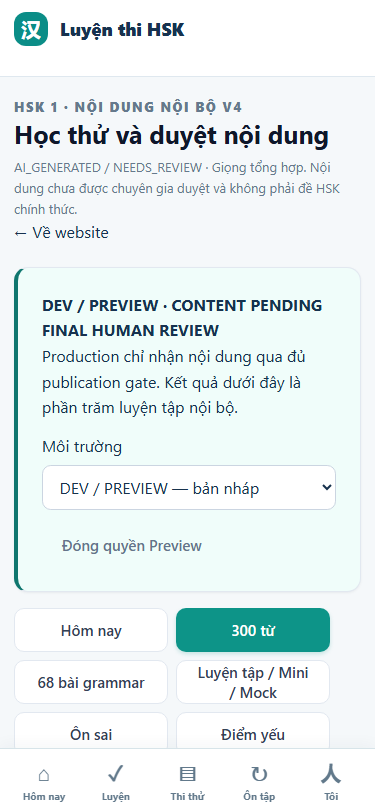 汉 Luyện thi HSK
HSK 1 · NỘI DUNG NỘI BỘ V4
Học thử và duyệt nội dung
AI_GENERATED / NEEDS_REVIEW · Giọng tổng hợp. Nội
dung chưa được chuyên gia duyệt và không phải đề HSK
chính thức.
← Về website
DEV / PREVIEW · CONTENT PENDING
FINAL HUMAN REVIEW
Production chỉ nhận nội dung qua đủ
publication gate. Kết quả dưới đây là
phần trăm luyện tập nội bộ.
Môi trường
DEV / PREVIEW — bản nháp
Đóng quyền Preview
Hôm nay
300 từ
68 bài grammar
Luyện tập / Mini
/ Mock
Ôn sai
Điểm yếu
Hôm nay
✓ Luyện
Thi thử
Ôn tập
人 Tôi